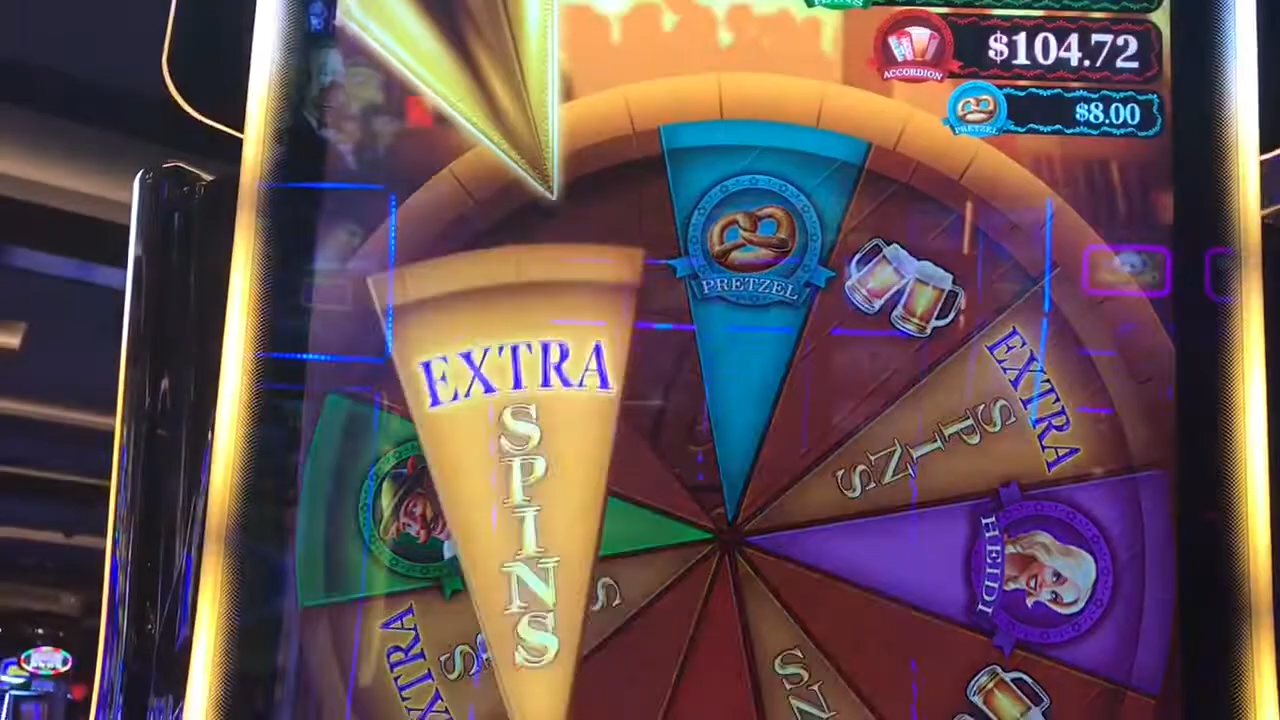 $104.72
ACCORDION
$8.00
PRETZEL
PRETZEL
EXTRA
SPINS
EXTRA
SPINS
HEIDI
EXTRA
S
S